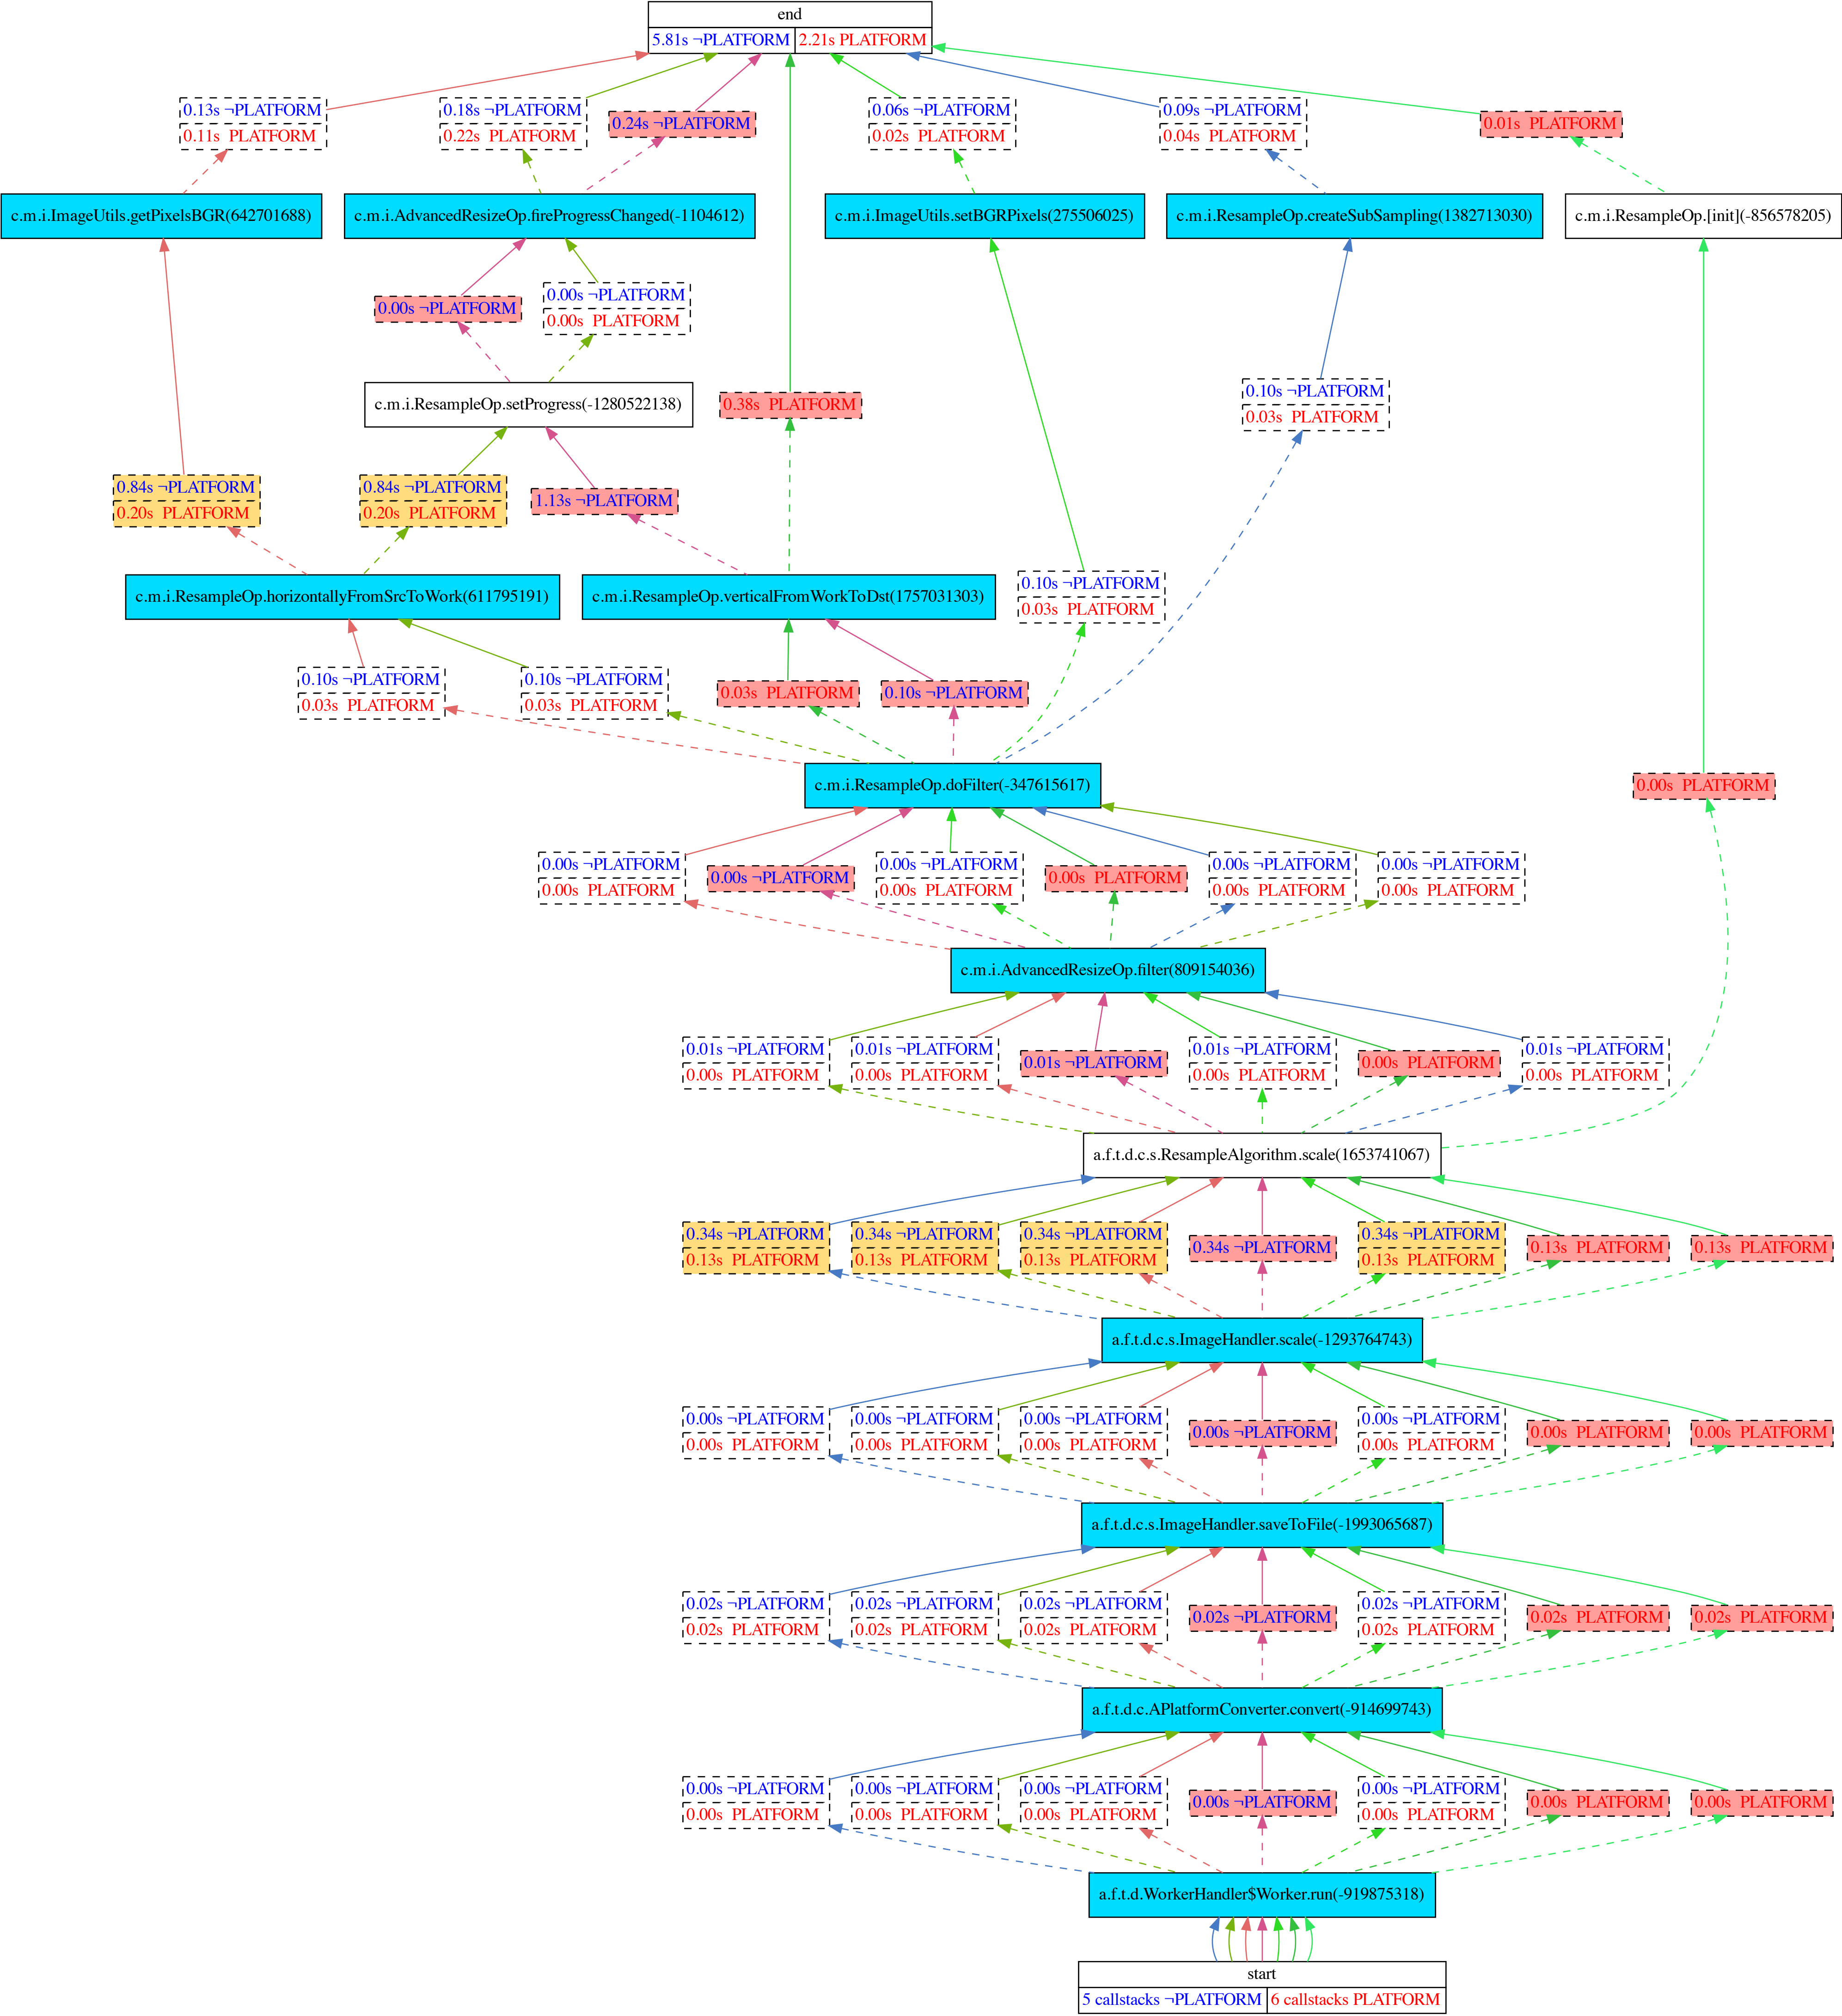 end
5.81s ¬PLATFORM 2.21s PLATFORM
0.13s ¬PLATFORM
0.11s PLATFORM
0.18s ¬PLATFORM
0.22s PLATFORM
0.24s ¬PLATFORM
0.06s ¬PLATFORM
0.02s PLATFORM
0.09s ¬PLATFORM
0.04s PLATFORM
0.01s PLATFORM
c.m.i.ImageUtils.getPixelsBGR(642701688)
c.m.i.AdvancedResizeOp.fireProgressChanged(-1104612)
c.m.i.ImageUtils.setBGRPixels(275506025)
c.m.i.ResampleOp.createSubSampling(1382713030)
c.m.i.ResampleOp.[init](-856578205)
0.00s ¬PLATFORM
0.00s ¬PLATFORM
0.00s PLATFORM
c.m.i.ResampleOp.setProgress(-1280522138)
0.38s PLATFORM
0.10s ¬PLATFORM
0.03s PLATFORM
0.84s ¬PLATFORM
0.20s PLATFORM
0.84s ¬PLATFORM
0.20s PLATFORM
1.13s ¬PLATFORM
c.m.i.ResampleOp.horizontallyFromSrcToWork(611795191)
c.m.i.ResampleOp.verticalFromWorkToDst(1757031303)
0.10s ¬PLATFORM
0.03s PLATFORM
0.10s ¬PLATFORM
0.03s PLATFORM
0.10s ¬PLATFORM
0.03s PLATFORM
0.03s PLATFORM
0.10s ¬PLATFORM
c.m.i.ResampleOp.doFilter(-347615617)
0.00s PLATFORM
0.00s ¬PLATFORM
0.00s PLATFORM
0.00s ¬PLATFORM
0.00s ¬PLATFORM
0.00s PLATFORM
0.00s PLATFORM
0.00s ¬PLATFORM
0.00s PLATFORM
0.00s ¬PLATFORM
0.00s PLATFORM
c.m.i.AdvancedResizeOp.filter(809154036)
0.01s ¬PLATFORM
0.00s PLATFORM
0.01s ¬PLATFORM
0.00s PLATFORM
0.01s ¬PLATFORM
0.01s ¬PLATFORM
0.00s PLATFORM
0.00s PLATFORM
0.01s ¬PLATFORM
0.00s PLATFORM
a.f.t.d.c.s.ResampleAlgorithm.scale(1653741067)
0.34s ¬PLATFORM
0.13s PLATFORM
0.34s ¬PLATFORM
0.13s PLATFORM
0.34s ¬PLATFORM
0.13s PLATFORM
0.34s ¬PLATFORM
0.34s ¬PLATFORM
0.13s PLATFORM
0.13s PLATFORM
0.13s PLATFORM
a.f.t.d.c.s.ImageHandler.scale(-1293764743)
0.00s ¬PLATFORM
0.00s PLATFORM
0.00s ¬PLATFORM
0.00s PLATFORM
0.00s ¬PLATFORM
0.00s PLATFORM
0.00s ¬PLATFORM
0.00s ¬PLATFORM
0.00s PLATFORM
0.00s PLATFORM
0.00s PLATFORM
a.f.t.d.c.s.ImageHandler.saveToFile(-1993065687)
0.02s ¬PLATFORM
0.02s PLATFORM
0.02s ¬PLATFORM
0.02s PLATFORM
0.02s ¬PLATFORM
0.02s PLATFORM
0.02s ¬PLATFORM
0.02s ¬PLATFORM
0.02s PLATFORM
0.02s PLATFORM
0.02s PLATFORM
a.f.t.d.c.APlatformConverter.convert(-914699743)
0.00s ¬PLATFORM
0.00s PLATFORM
0.00s ¬PLATFORM
0.00s PLATFORM
0.00s ¬PLATFORM
0.00s PLATFORM
0.00s ¬PLATFORM
0.00s ¬PLATFORM
0.00s PLATFORM
0.00s PLATFORM
0.00s PLATFORM
a.f.t.d.WorkerHandler$Worker.run(-919875318)
start
5 callstacks ¬PLATFORM 6 callstacks PLATFORM